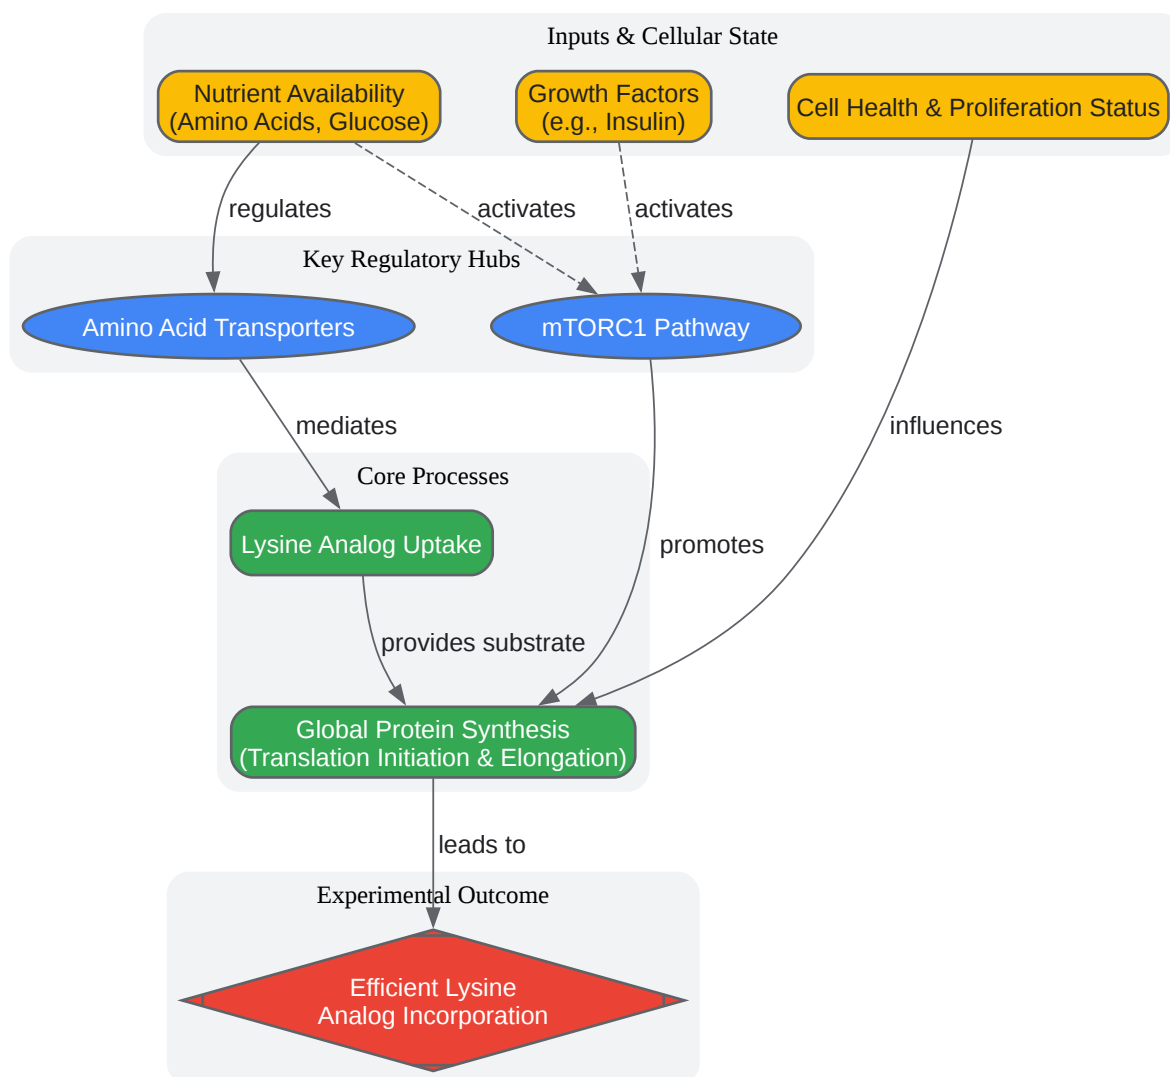 Inputs & Cellular State
Nutrient Availability
(Amino Acids, Glucose)
Growth Factors
(e.g., Insulin)
Cell Health & Proliferation Status
regulates
activates
activates
Key Regulatory Hubs
Amino Acid Transporters
mTORC1 Pathway
mediates
influences
Core Processes
Lysine Analog Uptake
promotes
provides substrate
Global Protein Synthesis
(Translation Initiation & Elongation)
leads to
Experimental Outcome
Efficient Lysine
Analog Incorporation